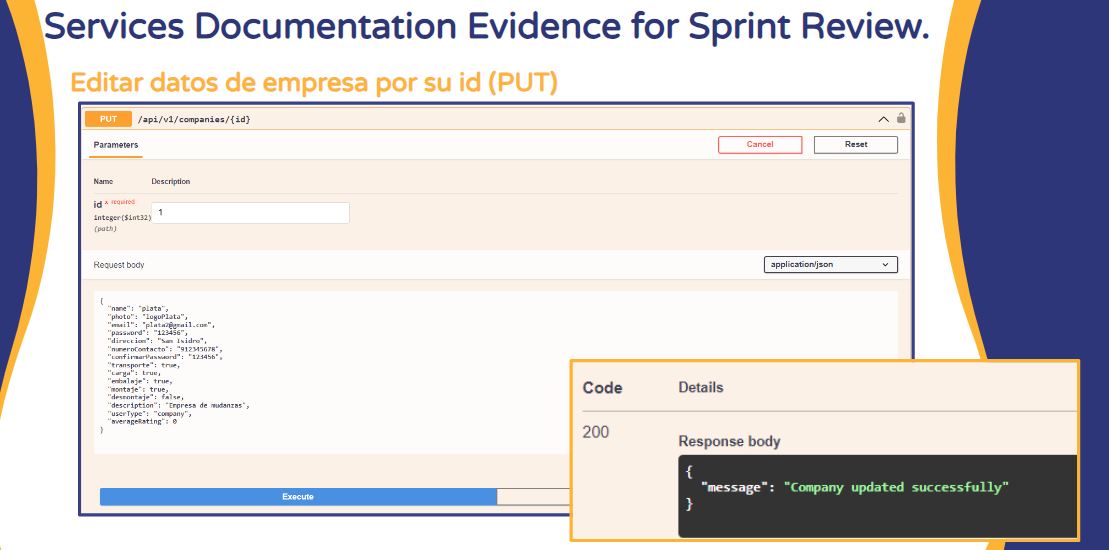 Services Documentation Evidence for Sprint Review.
Editar datos de empresa por su id (PUT)
PUT /api/v1/companies/{id}
Parameters
Cancel
Reset
Name Description
id * required
integer($int32)
(path)
1
Request body
application/json
{
"name": "plata",
"photo": "logoPlata",
"email": "plata2@gmail.com",
"password": "123456",
"direccion": "San Isidro",
"numeroContacto": "912345678",
"confirmarPassword": "123456",
"transporte": true,
"carga": true,
"embalaje": true,
"montaje": true,
"desmontaje": false,
"description": "Empresa de mudanzas",
"userType": "company",
"averageRating": 0
}
Execute
Code Details
200
Response body
{
"message": "Company updated successfully"
}